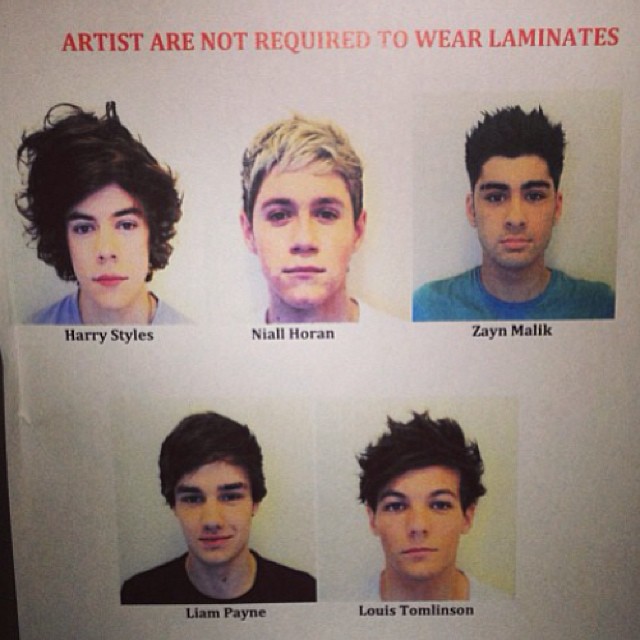 ARTIST ARE NOT REQUIRED TO WEAR LAMINATES
Harry Styles
Niall Horan
Zayn Malik
Liam Payne
Louis Tomlinson